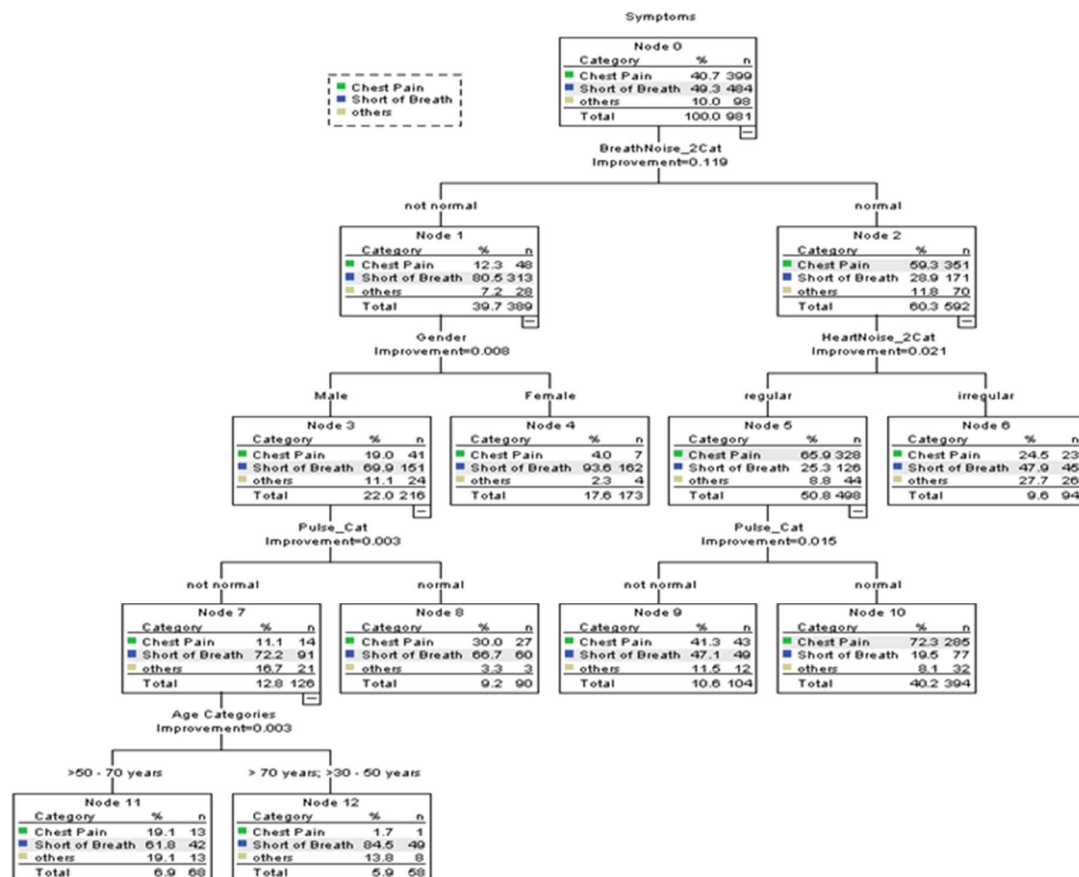 Symptoms
Node 0
Category % n
Chest Pain 40.7 399
Short of Breath 49.3 484
others 10.0 98
Total 100.0 981
Chest Pain
Short of Breath
others
BreathNoise_2Cat
Improvement=0.119
not normal
normal
Node 1
Category % n
Chest Pain 12.3 48
Short of Breath 80.5 313
others 7.2 28
Total 39.7 389
Node 2
Category % n
Chest Pain 59.3 351
Short of Breath 28.9 171
others 11.8 70
Total 60.3 592
Gender
Improvement=0.008
HeartNoise_2Cat
Improvement=0.021
Male
Female
regular
irregular
Node 3
Category % n
Chest Pain 19.0 41
Short of Breath 69.9 151
others 11.1 24
Total 22.0 216
Node 4
Category % n
Chest Pain 4.0 7
Short of Breath 93.6 162
others 2.3 4
Total 17.6 173
Node 5
Category % n
Chest Pain 65.9 328
Short of Breath 25.3 126
others 8.8 44
Total 50.8 498
Node 6
Category % n
Chest Pain 24.5 23
Short of Breath 47.9 45
others 27.7 26
Total 9.6 94
Pulse_Cat
Improvement=0.003
Pulse_Cat
Improvement=0.015
not normal
normal
not normal
normal
Node 7
Category % n
Chest Pain 11.1 14
Short of Breath 72.2 91
others 16.7 21
Total 12.8 126
Node 8
Category % n
Chest Pain 30.0 27
Short of Breath 66.7 60
others 3.3 3
Total 9.2 90
Node 9
Category % n
Chest Pain 41.3 43
Short of Breath 47.1 49
others 11.5 12
Total 10.6 104
Node 10
Category % n
Chest Pain 72.3 285
Short of Breath 19.5 77
others 8.1 32
Total 40.2 394
Age Categories
Improvement=0.003
>50 - 70 years
> 70 years; >30 - 50 years
Node 11
Category % n
Chest Pain 19.1 13
Short of Breath 61.8 42
others 19.1 13
Total 6.9 68
Node 12
Category % n
Chest Pain 1.7 1
Short of Breath 84.5 49
others 13.8 8
Total 5.9 58